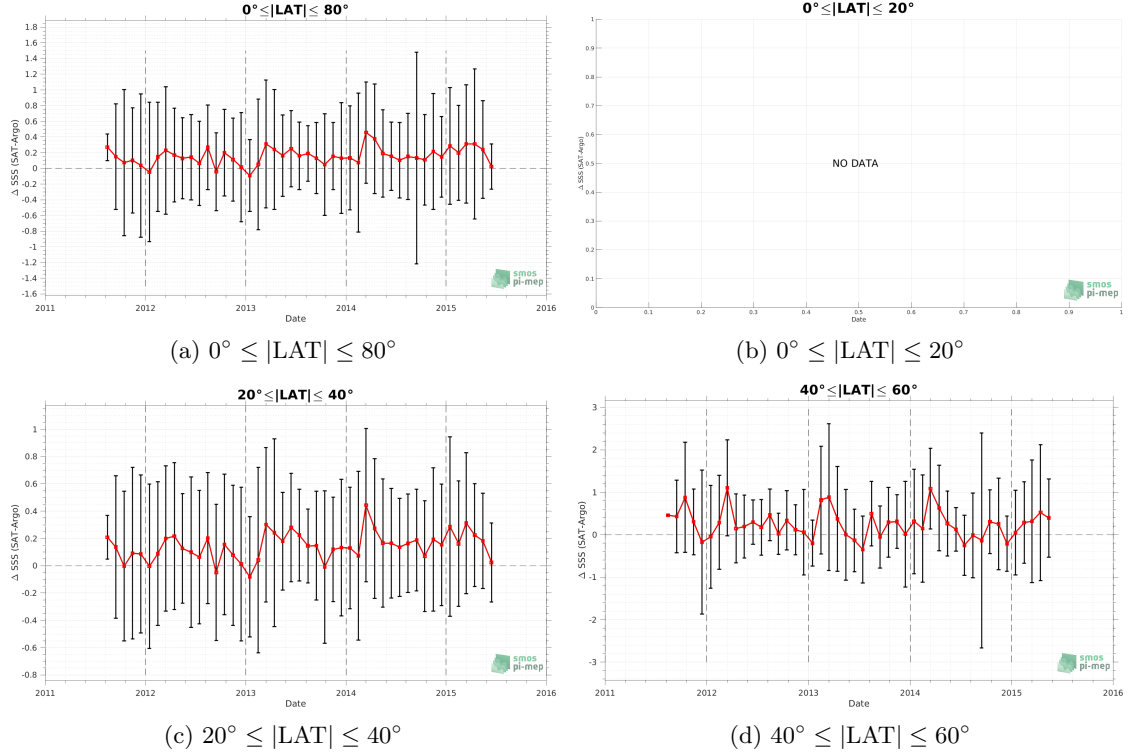 0°≤|LAT|≤ 80°
Δ SSS (SAT-Argo)
1.8
1.6
1.4
1.2
1
0.8
0.6
0.4
0.2
0
-0.2
-0.4
-0.6
-0.8
-1
-1.2
-1.4
-1.6
2011 2012 2013 2014 2015 2016
Date
smos
pi-mep
(a) 0° ≤ |LAT| ≤ 80°
0°≤|LAT|≤ 20°
Δ SSS (SAT-Argo)
1
0.9
0.8
0.7
0.6
0.5
0.4
0.3
0.2
0.1
0
NO DATA
0 0.1 0.2 0.3 0.4 0.5 0.6 0.7 0.8 0.9 1
Date
smos
pi-mep
(b) 0° ≤ |LAT| ≤ 20°
20°≤|LAT|≤ 40°
Δ SSS (SAT-Argo)
1
0.8
0.6
0.4
0.2
0
-0.2
-0.4
-0.6
-0.8
2011 2012 2013 2014 2015 2016
Date
smos
pi-mep
(c) 20° ≤ |LAT| ≤ 40°
40°≤|LAT|≤ 60°
Δ SSS (SAT-Argo)
3
2
1
0
-1
-2
-3
2011 2012 2013 2014 2015 2016
Date
smos
pi-mep
(d) 40° ≤ |LAT| ≤ 60°